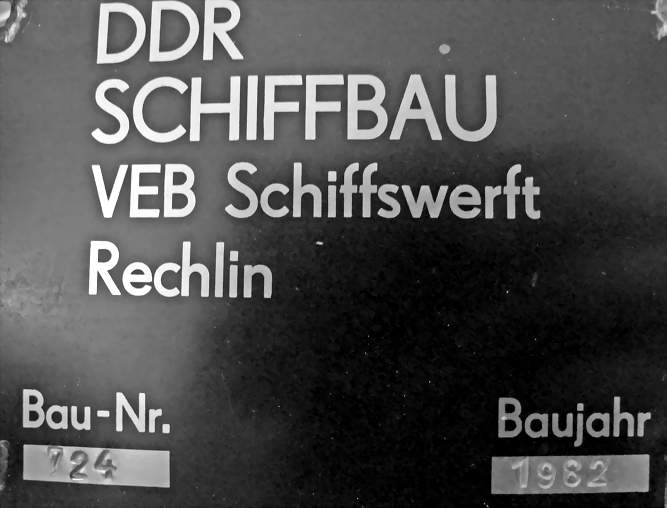 DDR
SCHIFFBAU
VEB Schiffswerft
Rechlin
Bau-Nr.
724
Baujahr
1982